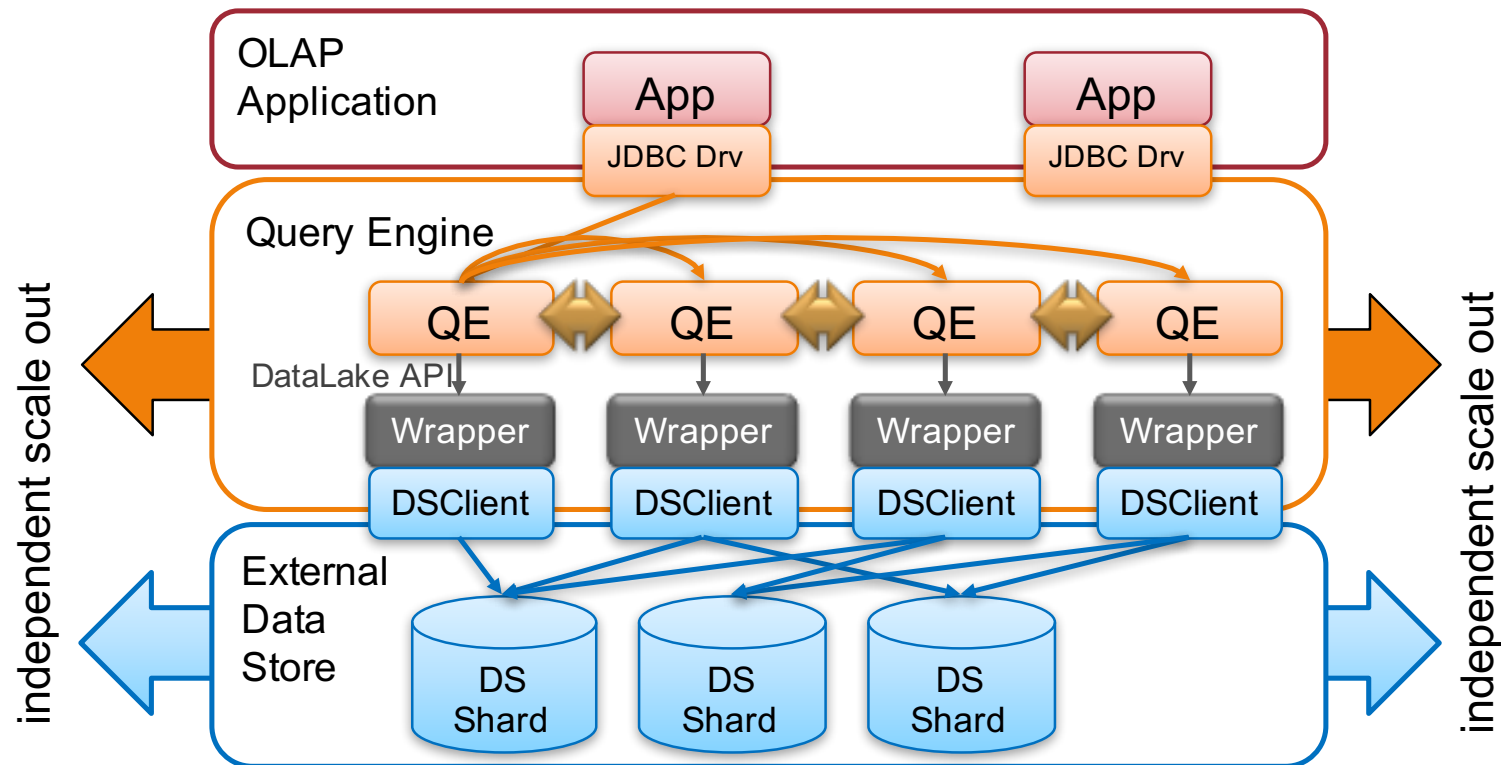 OLAP
Application
App
App
JDBC Drv
JDBC Drv
Query Engine
QE
QE
QE
QE
DataLake API
Wrapper
Wrapper
Wrapper
Wrapper
DSClient
DSClient
DSClient
DSClient
External
Data
Store
DS
Shard
DS
Shard
DS
Shard
independent scale out
independent scale out